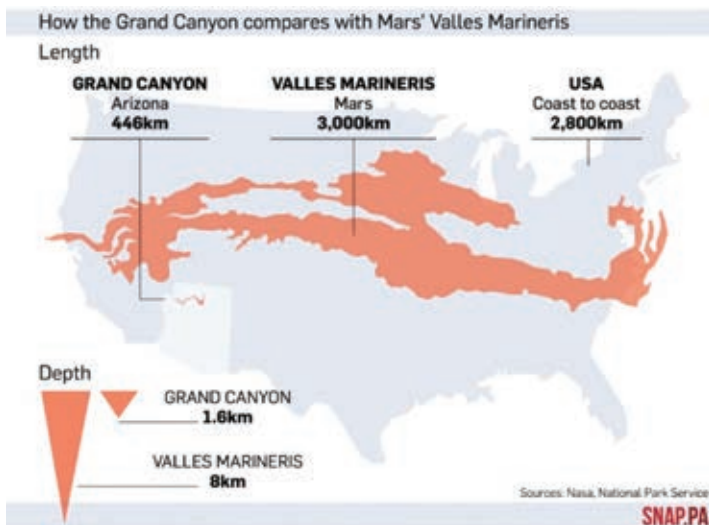 How the Grand Canyon compares with Mars' Valles Marineris
Length
GRAND CANYON
Arizona
446km
VALLES MARINERIS
Mars
3,000km
USA
Coast to coast
2,800km
Depth
GRAND CANYON
1.6km
VALLES MARINERIS
8km
Sources: Nasa, National Park Service
SNAP.PA